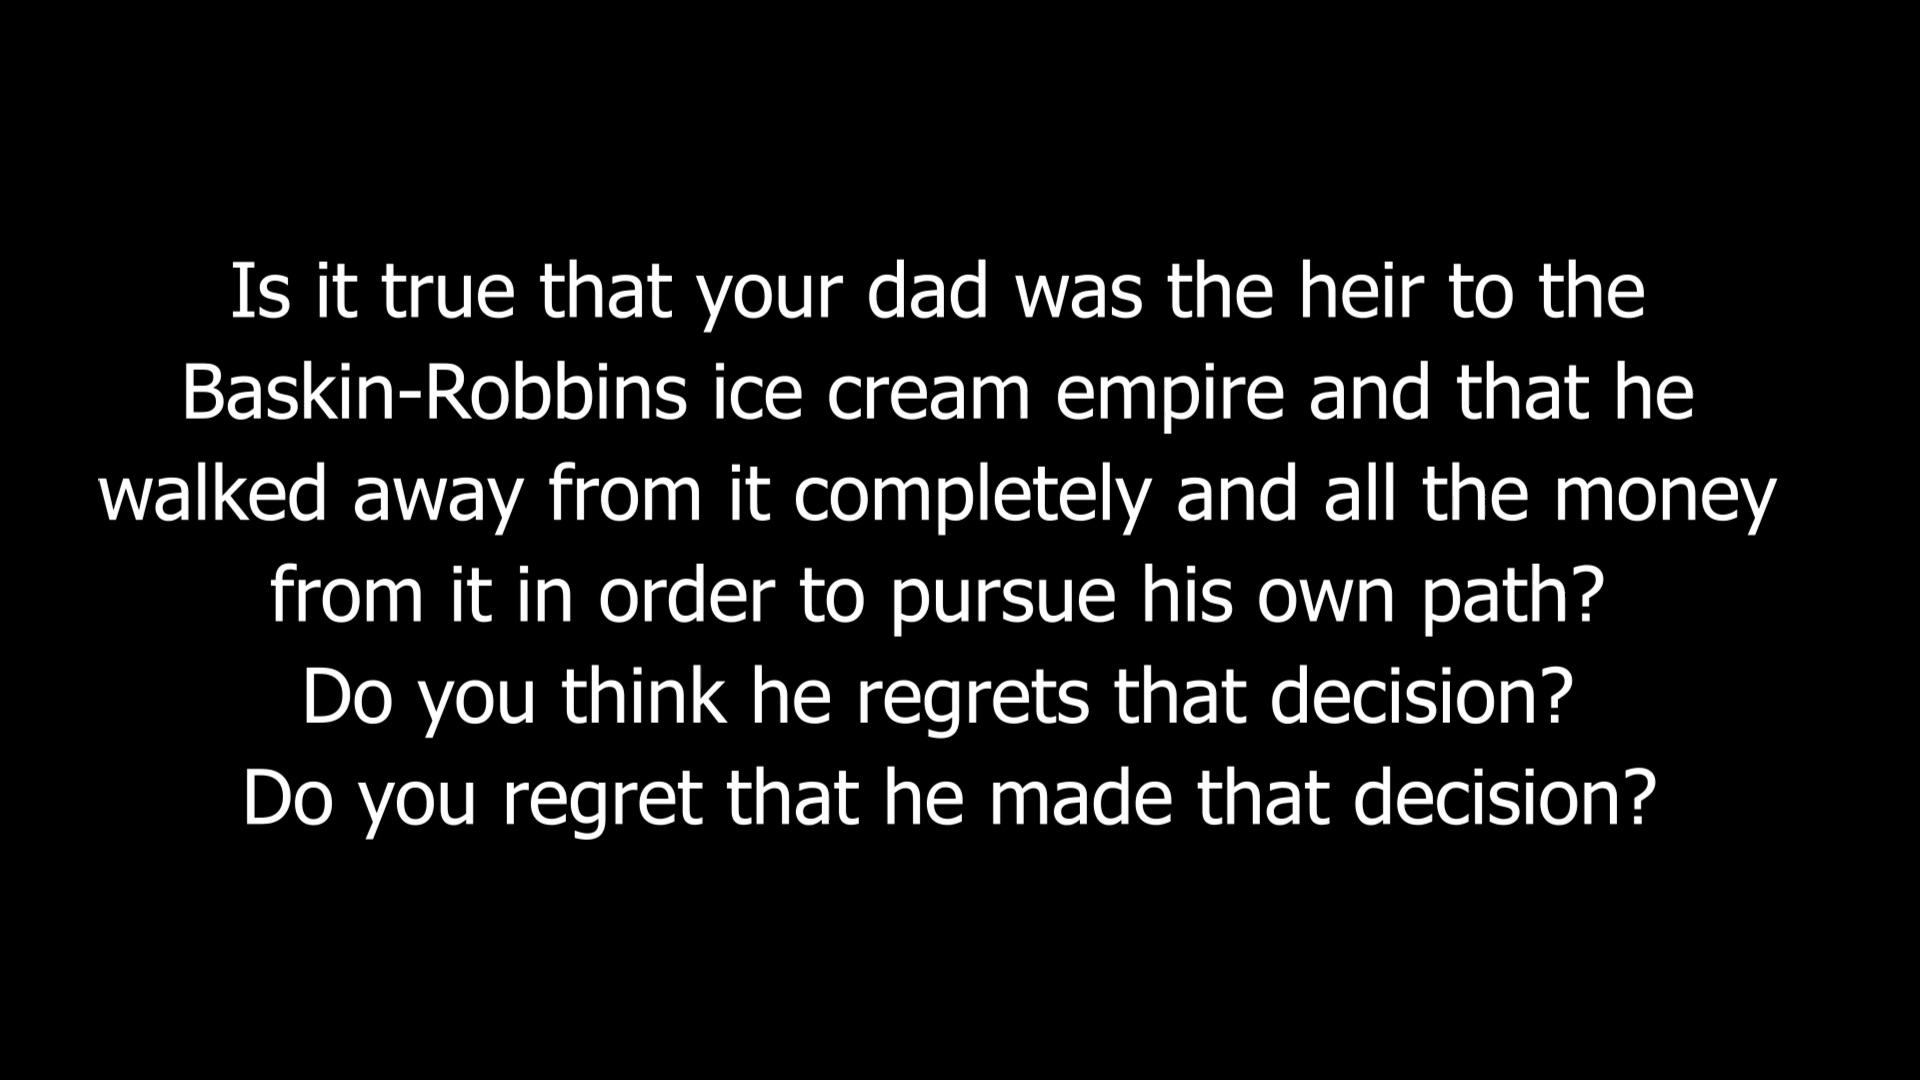 Is it true that your dad was the heir to the
Baskin-Robbins ice cream empire and that he
walked away from it completely and all the money
from it in order to pursue his own path?
Do you think he regrets that decision?
Do you regret that he made that decision?